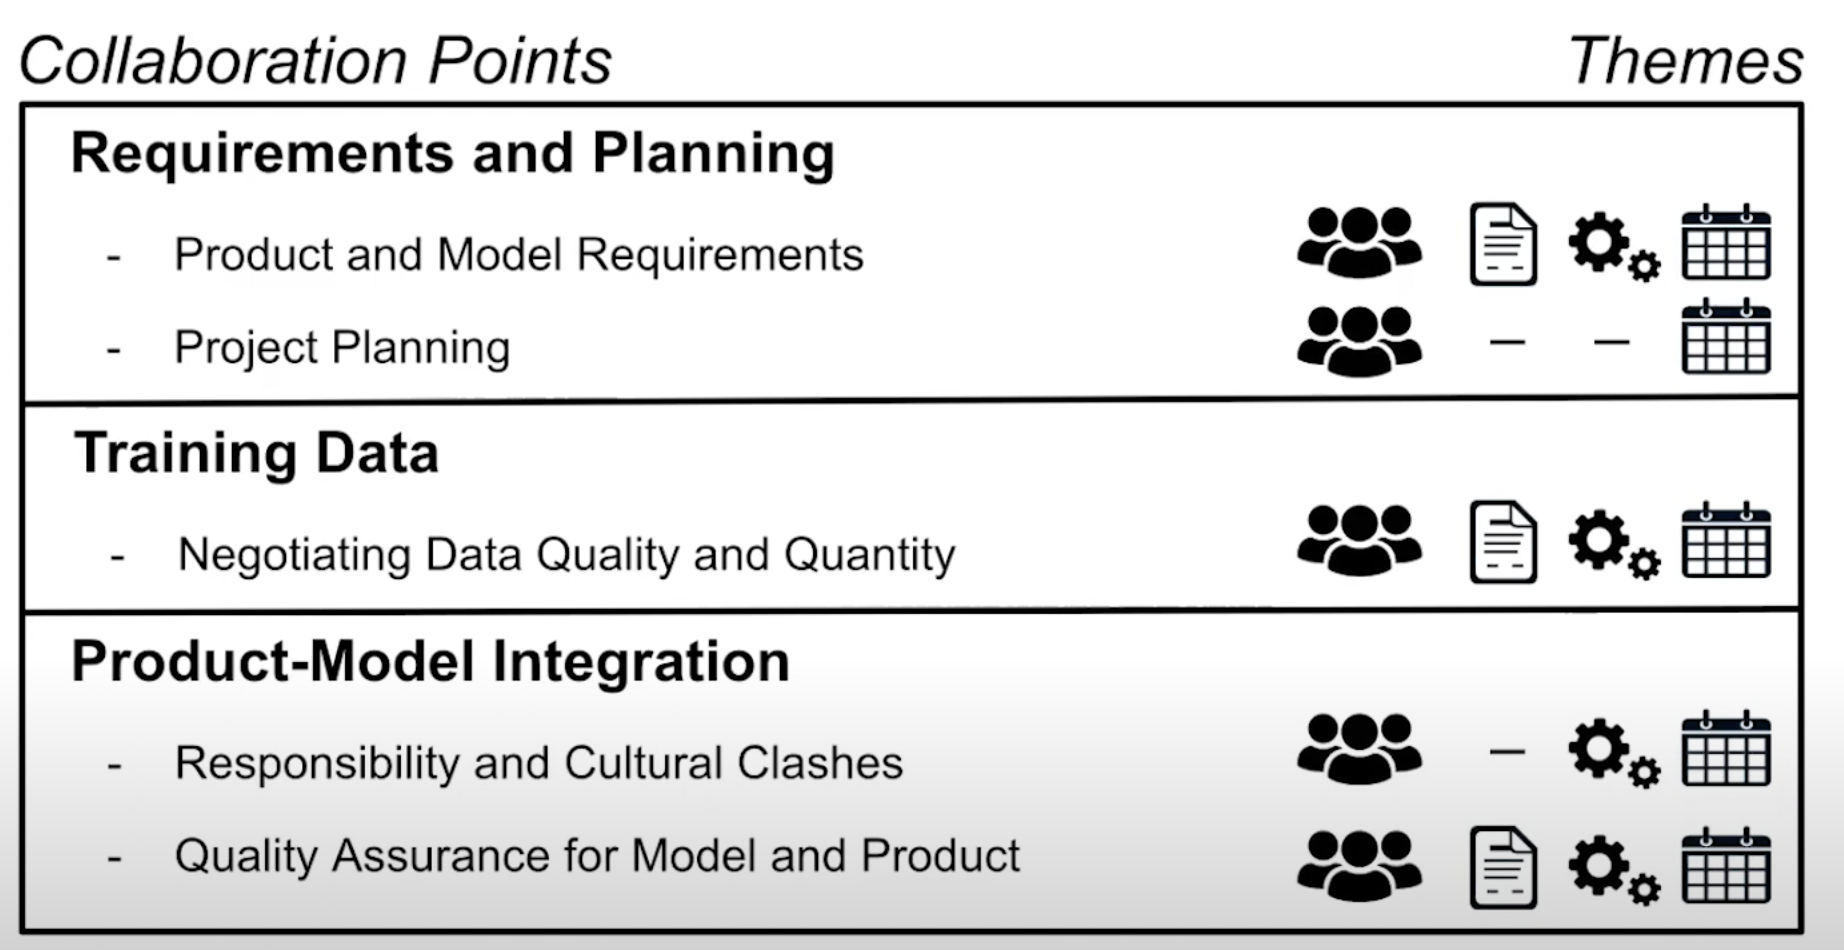 Collaboration Points Themes
Requirements and Planning
- Product and Model Requirements
- Project Planning – –
Training Data
- Negotiating Data Quality and Quantity
Product-Model Integration
- Responsibility and Cultural Clashes –
- Quality Assurance for Model and Product